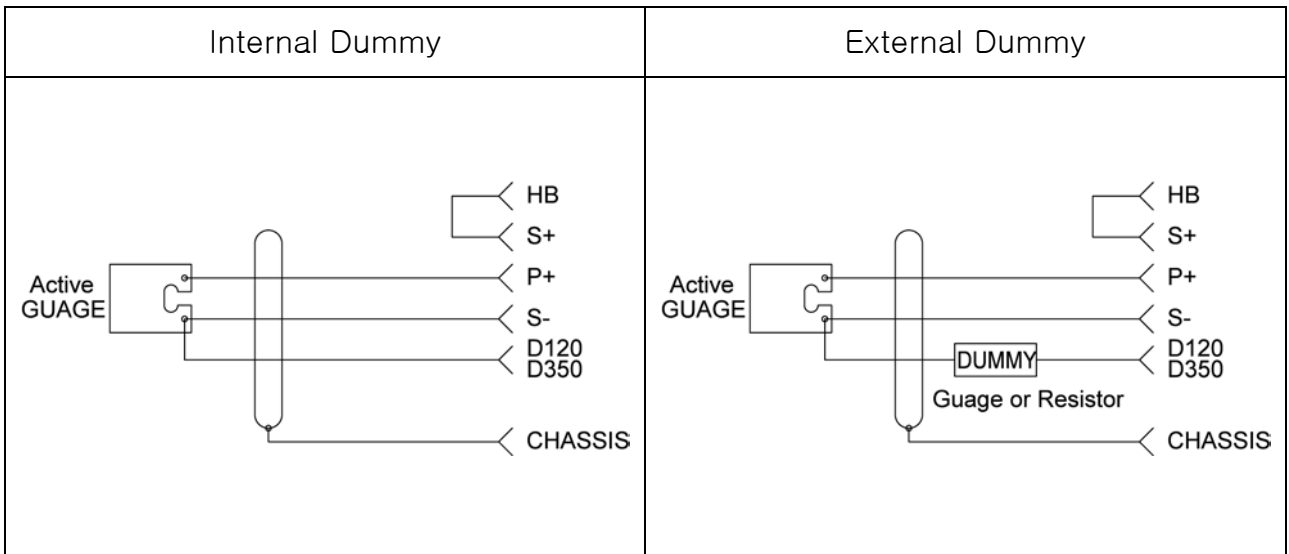 Internal Dummy
External Dummy
HB
S+
Active
GUAGE
P+
S-
D120
D350
CHASSIS
HB
S+
Active
GUAGE
P+
S-
DUMMY
D120
D350
Guage or Resistor
CHASSIS